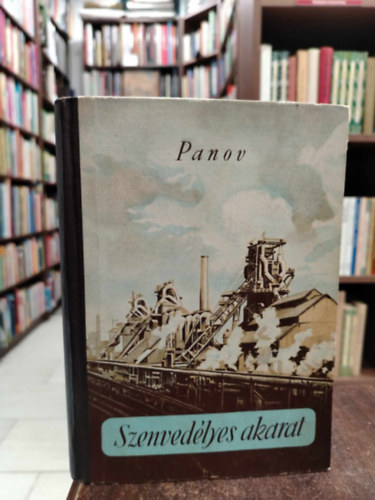 Panov
Szenvedélyes akarat